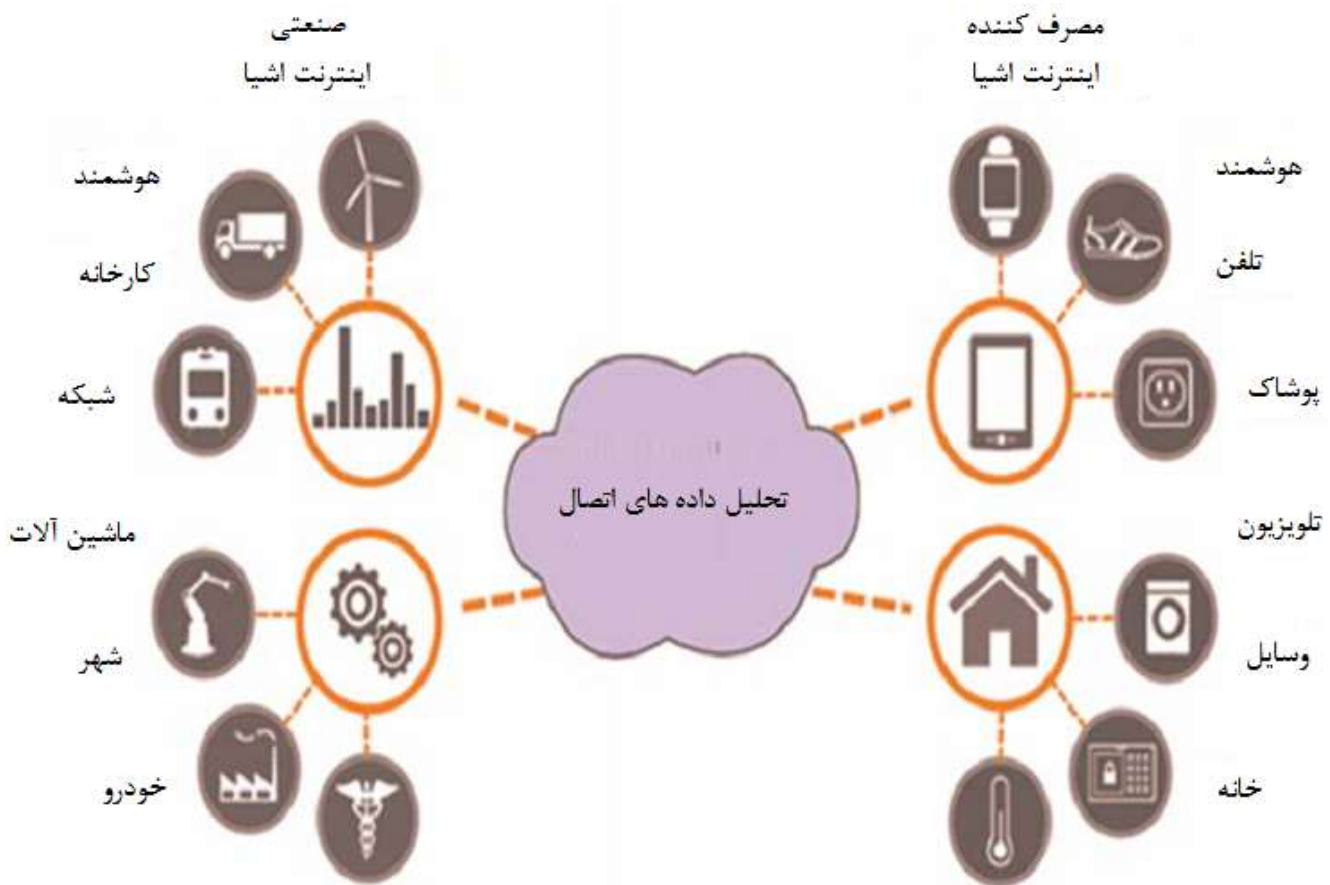 مصرف کننده
اینترنت اشیا
هوشمند
تلفن
پوشاک
تلویزیون
وسایل
خانه
تحلیل داده های اتصال
صنعتی
اینترنت اشیا
هوشمند
کارخانه
شبکه
ماشین آلات
شهر
خودرو